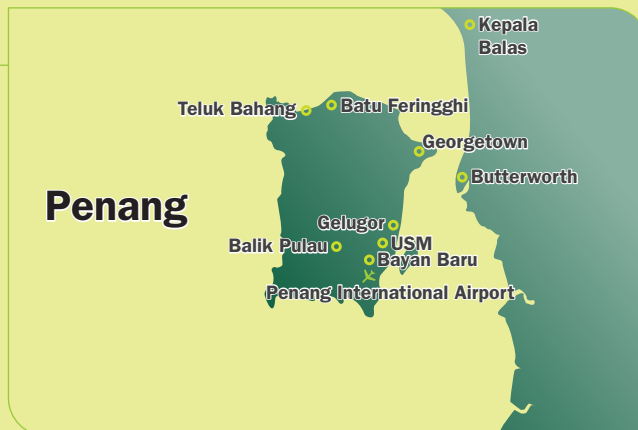 Kepala
Balas
Teluk Bahang
Batu Feringghi
Georgetown
Butterworth
Penang
Gelugor
USM
Balik Pulau
Bayan Baru
Penang International Airport